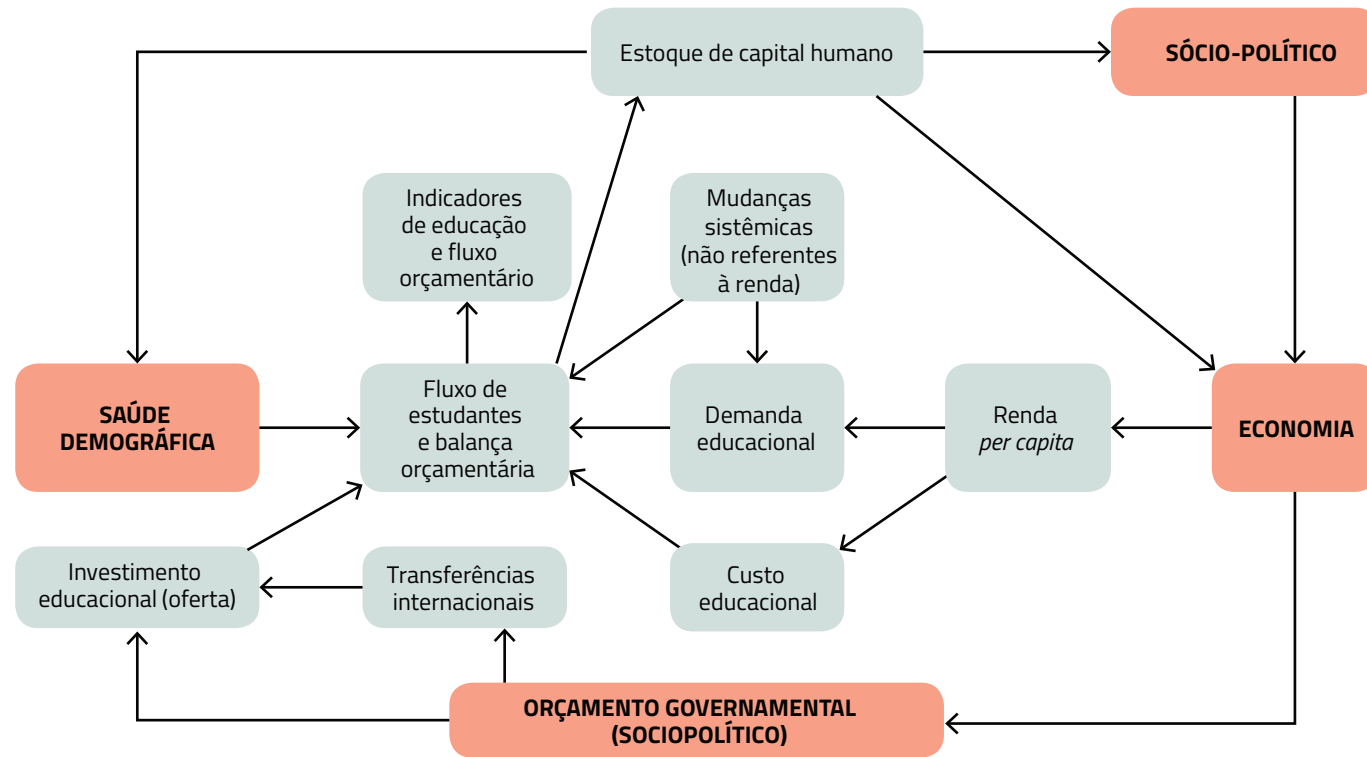 Estoque de capital humano
SÓCIO-POLÍTICO
Indicadores
de educação
e fluxo
orçamentário
Mudanças
sistêmicas
(não referentes
à renda)
SAÚDE
DEMOGRÁFICA
Fluxo de
estudantes
e balança
orçamentária
Demanda
educacional
Renda
per capita
ECONOMIA
Investimento
educacional (oferta)
Transferências
internacionais
Custo
educacional
ORÇAMENTO GOVERNAMENTAL
(SOCIOPOLÍTICO)